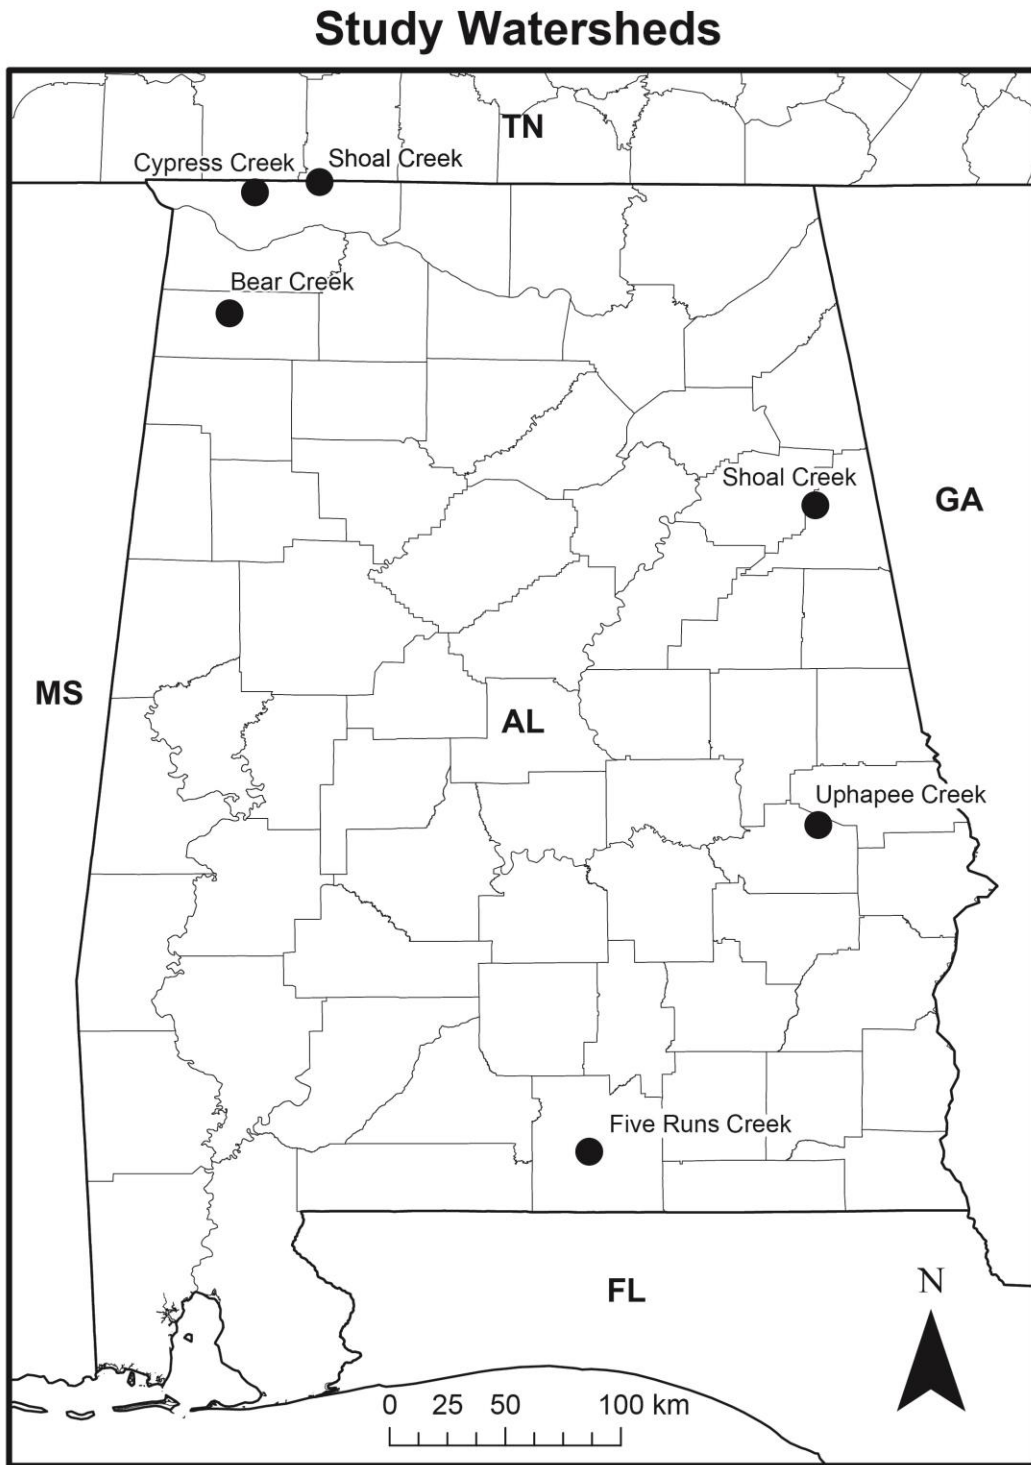 Study Watersheds
TN
Cypress Creek
Shoal Creek
Bear Creek
Shoal Creek
GA
MS
AL
Uphapee Creek
Five Runs Creek
FL
N
0 25 50 100 km